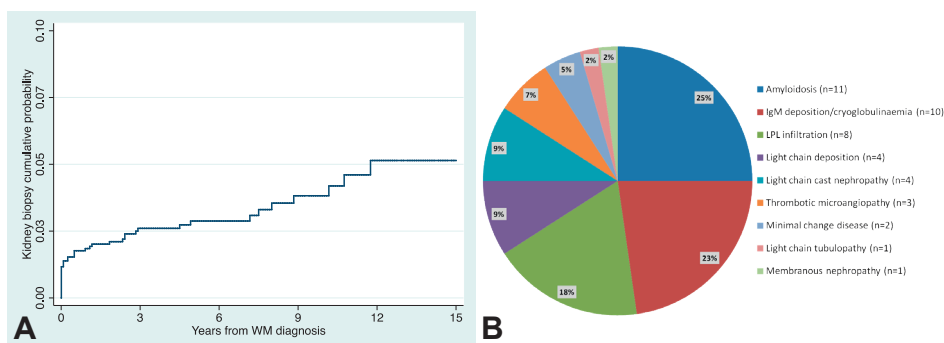 Kidney biopsy cumulative probability
0.10
0.07
0.05
0.03
0.00
0 3 6 9 12 15
Years from WM diagnosis
A
25%
23%
18%
9%
9%
7%
5%
2%
2%
Amyloidosis (n=11)
IgM deposition/cryoglobulinaemia (n=10)
LPL infiltration (n=8)
Light chain deposition (n=4)
Light chain cast nephropathy (n=4)
Thrombotic microangiopathy (n=3)
Minimal change disease (n=2)
Light chain tubulopathy (n=1)
Membranous nephropathy (n=1)
B